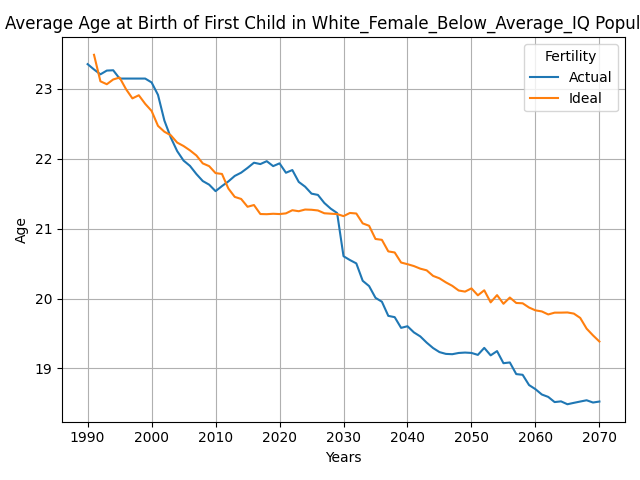 Average Age at Birth of First Child in White_Female_Below_Average_IQ Popul
Fertility
Actual
Ideal
23
22
21
20
19
Age
1990 2000 2010 2020 2030 2040 2050 2060 2070
Years